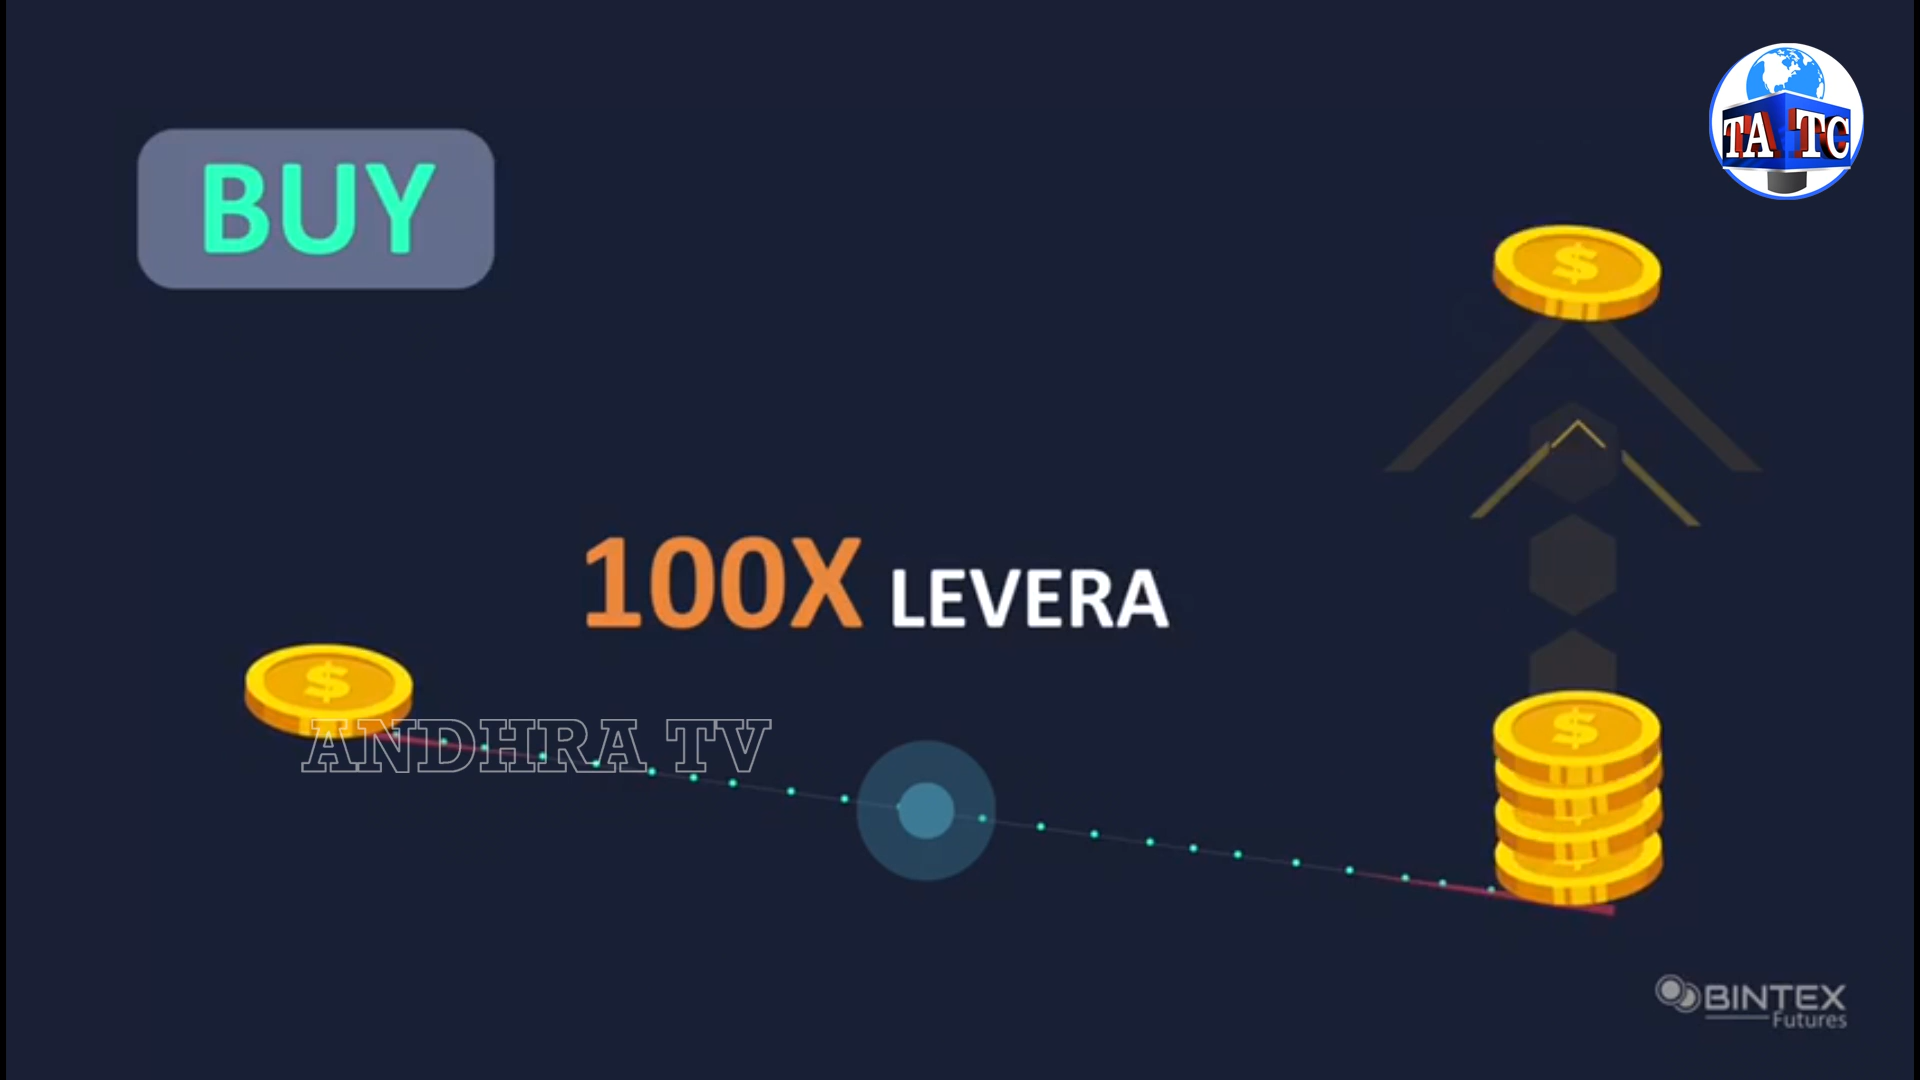 TA TC
BUY
100X LEVERA
ANDHRA TV
BINTEX
Futures